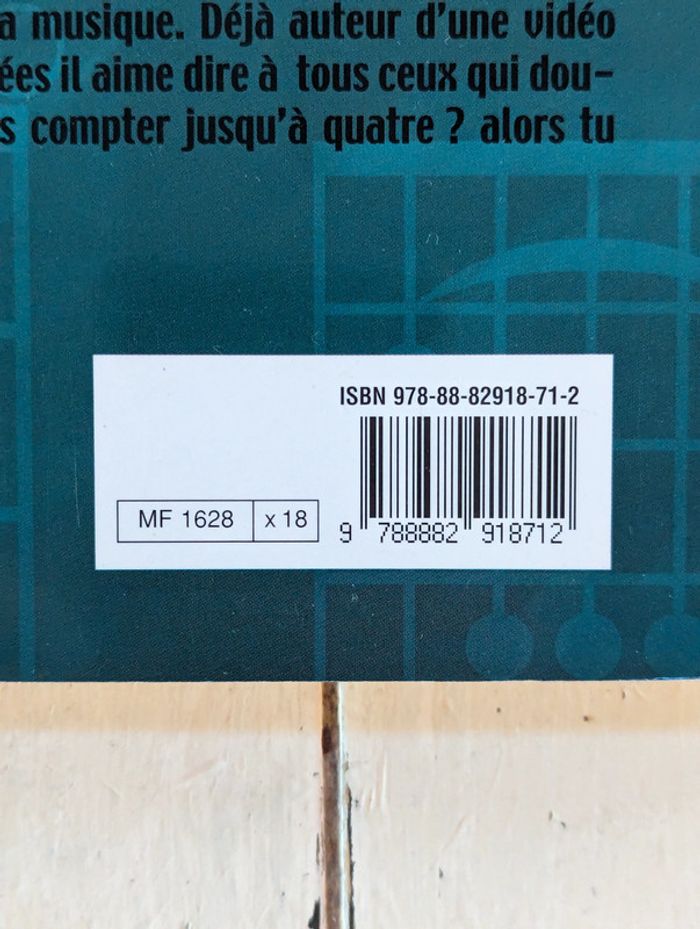 a musique. Déjà auteur d'une vidéo
ées il aime dire à tous ceux qui dou-
s compter jusqu'à quatre ? alors tu
ISBN 978-88-82918-71-2
MF 1628 x 18
9 788882 918712